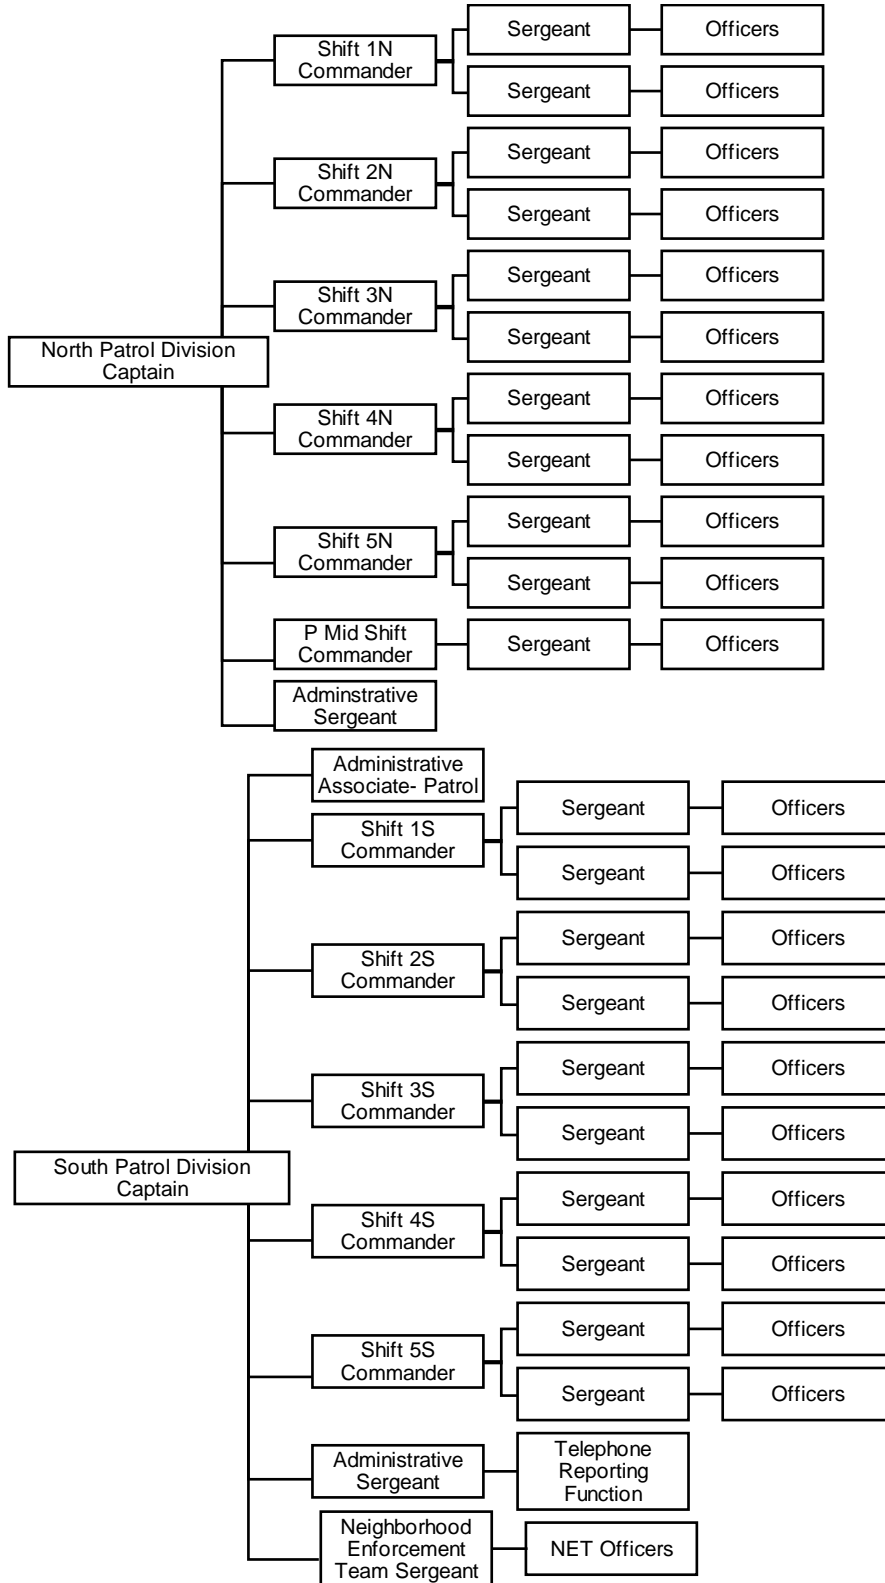 Sergeant
Officers
Shift 1N
Commander
Sergeant
Officers
Sergeant
Officers
Shift 2N
Commander
Sergeant
Officers
Sergeant
Officers
Shift 3N
Commander
Sergeant
Officers
North Patrol Division
Captain
Sergeant
Officers
Shift 4N
Commander
Sergeant
Officers
Sergeant
Officers
Shift 5N
Commander
Sergeant
Officers
P Mid Shift
Commander
Sergeant
Officers
Adminstrative
Sergeant
Administrative
Associate- Patrol
Sergeant
Officers
Shift 1S
Commander
Sergeant
Officers
Sergeant
Officers
Shift 2S
Commander
Sergeant
Officers
Sergeant
Officers
Shift 3S
Commander
Sergeant
Officers
South Patrol Division
Captain
Sergeant
Officers
Shift 4S
Commander
Sergeant
Officers
Sergeant
Officers
Shift 5S
Commander
Sergeant
Officers
Administrative
Sergeant
Telephone
Reporting
Function
Neighborhood
Enforcement
Team Sergeant
NET Officers